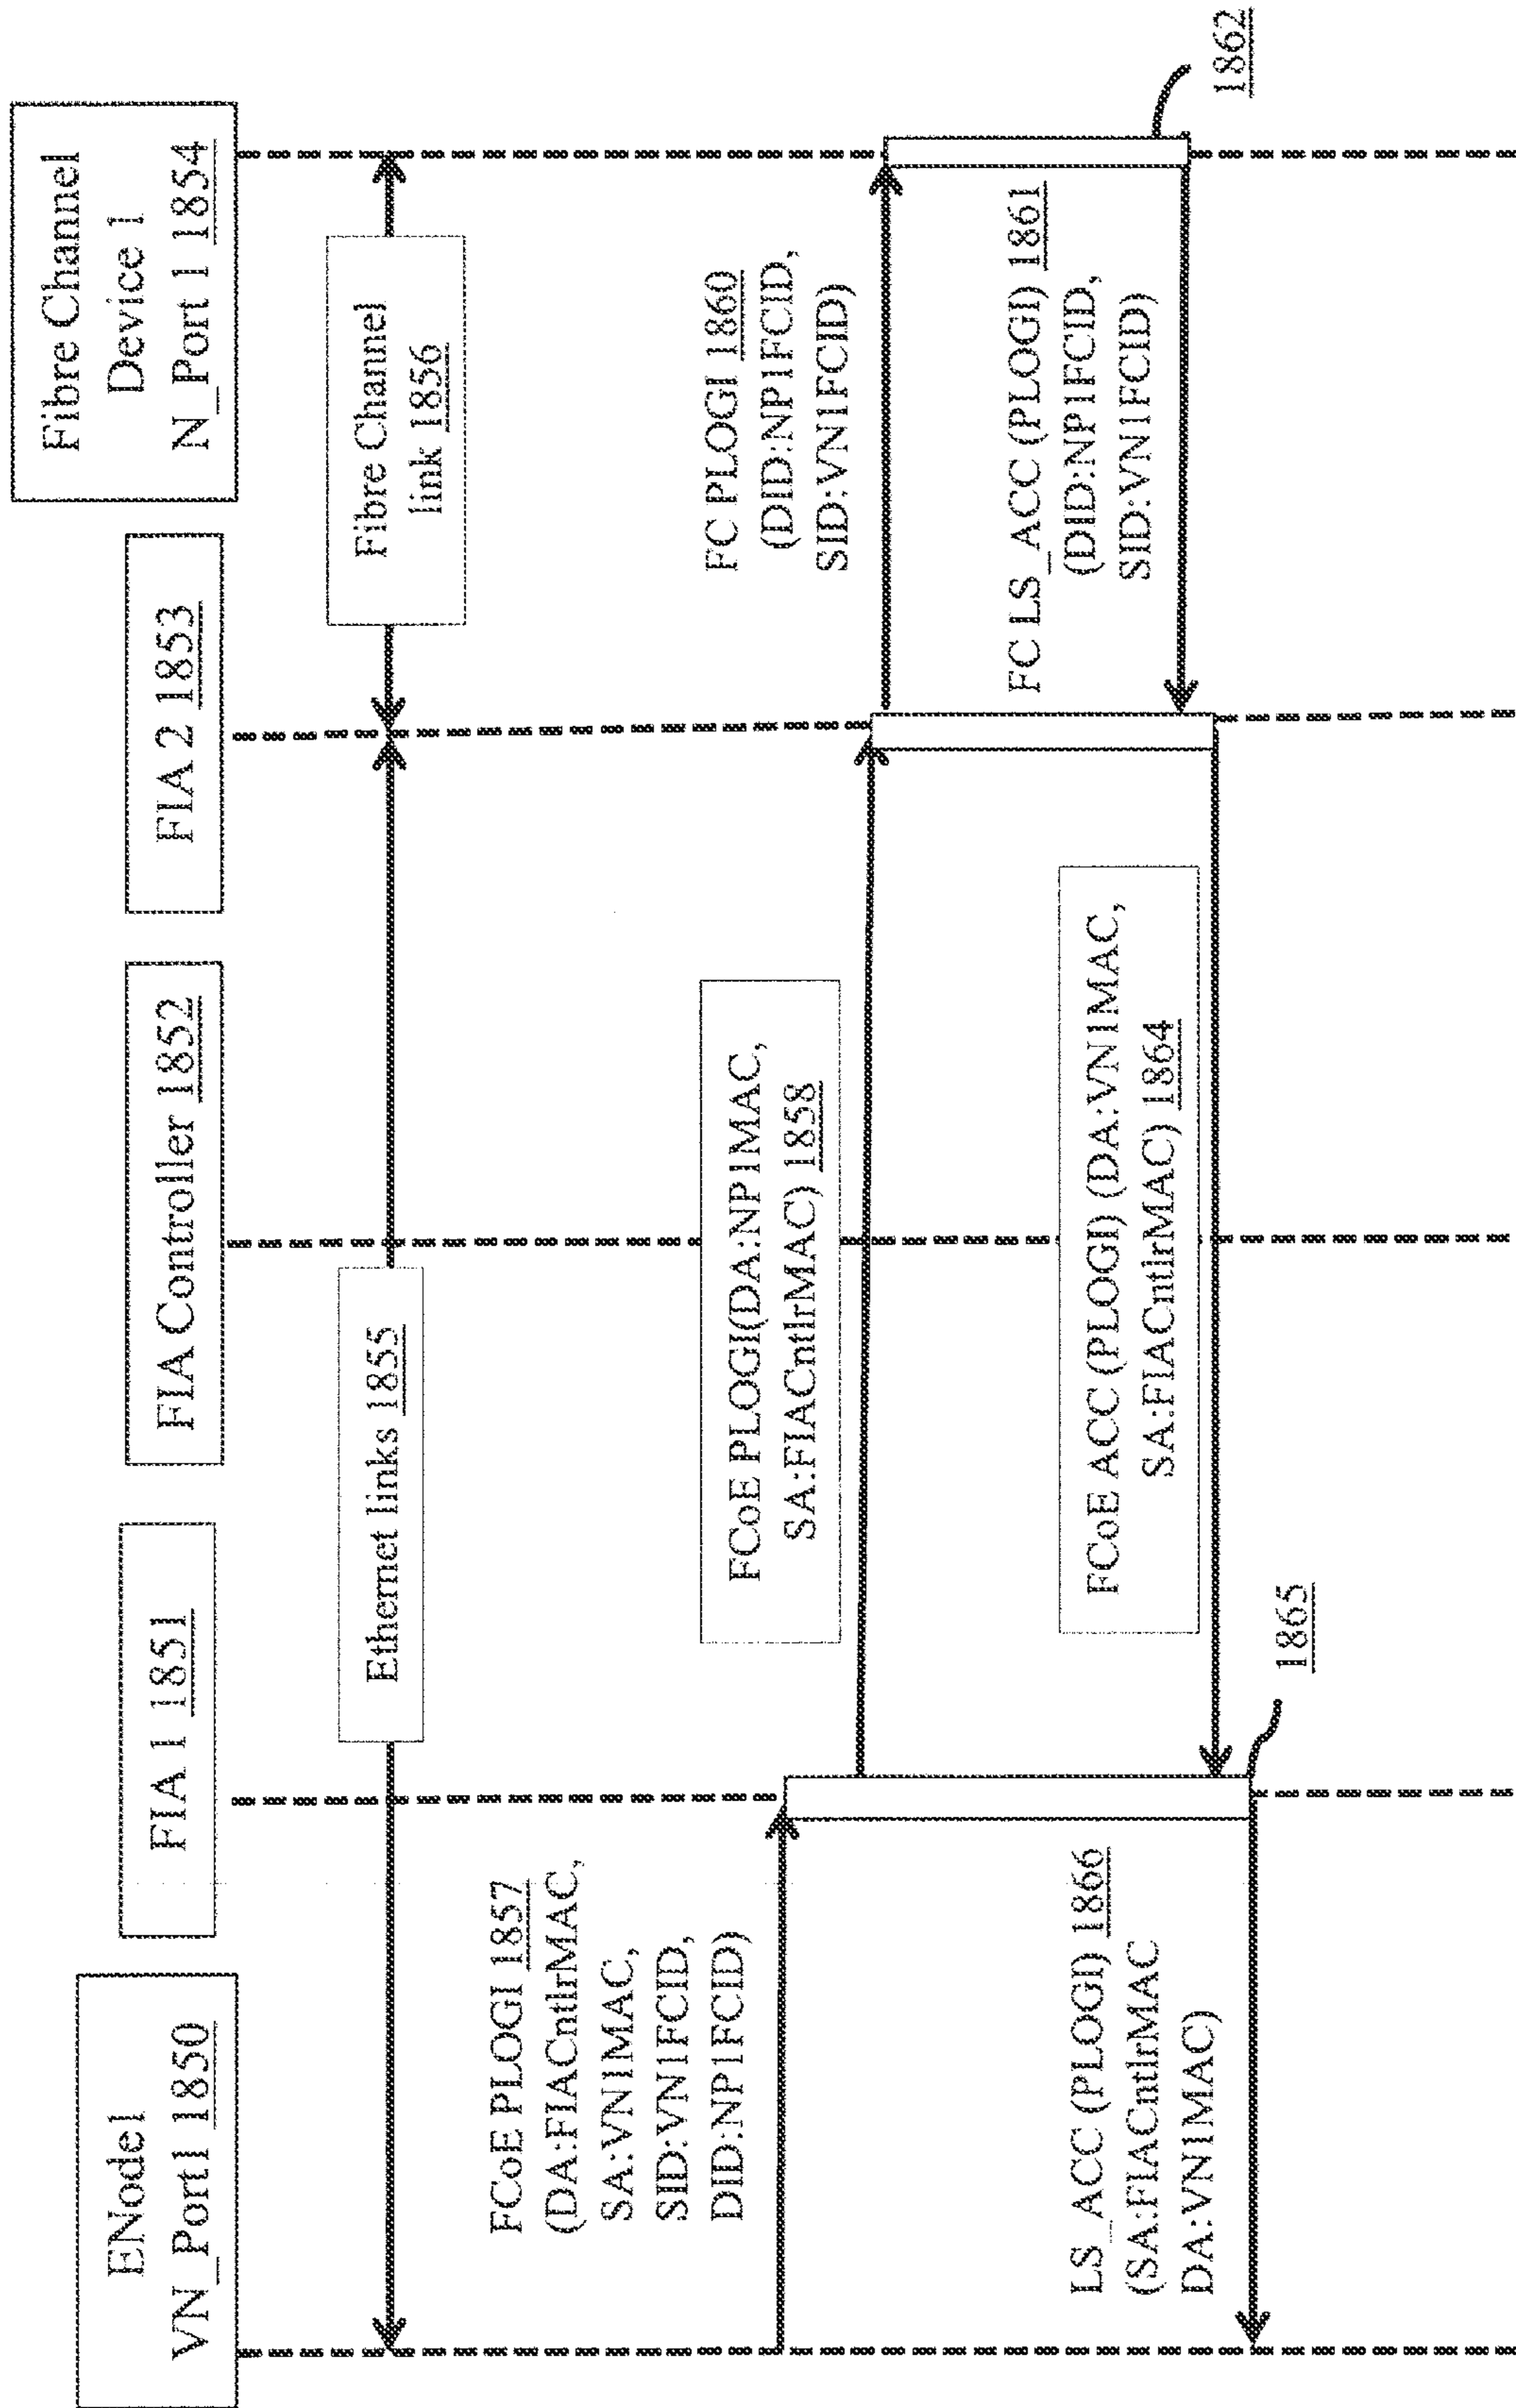 ENode1
VN_Port1 1850
FIA 1 1851
FIA Controller 1852
FIA 2 1853
Fibre Channel
Device 1
N_Port 1 1854
Ethernet links 1855
Fibre Channel
link 1856
FCoE PLOGI 1857
(DA:FIACntlrMAC,
SA:VN1MAC,
SID:VN1FCID,
DID:NP1FCID)
FCoE PLOGI(DA:NP1MAC,
SA:FIACntlrMAC) 1858
FC PLOGI 1860
(DID:NP1FCID,
SID:VN1FCID)
FC LS_ACC (PLOGI) 1861
(DID:NP1FCID,
SID:VN1FCID)
1862
FCoE ACC (PLOGI) (DA:VN1MAC,
SA:FIACntlrMAC) 1864
1865
LS_ACC (PLOGI) 1866
(SA:FIACntlrMAC
DA:VN1MAC)